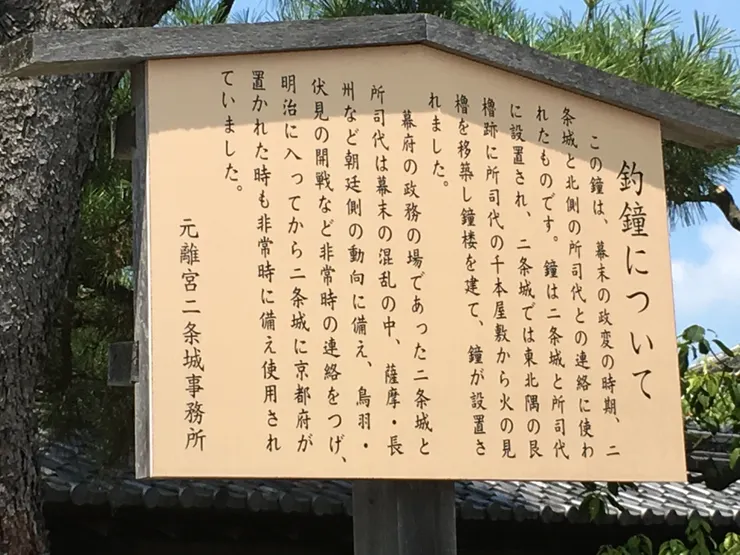 釣鐘について
この鐘は、幕末の政変の時期、二
条城と北側の所司代との連絡に使わ
れたものです。鐘は二条城と所司代
に設置され、二条城では東北隅の艮
櫓跡に所司代の千本屋敷から火の見
櫓を移築し鐘楼を建て、鐘が設置さ
れました。
幕府の政務の場であった二条城と
所司代は幕末の混乱の中、薩摩・長
州など朝廷側の動向に備え、鳥羽・
伏見の開戦など非常時の連絡をつげ、
明治に入ってから二条城に京都府が
置かれた時も非常時に備え使用され
ていました。
元離宮二条城事務所